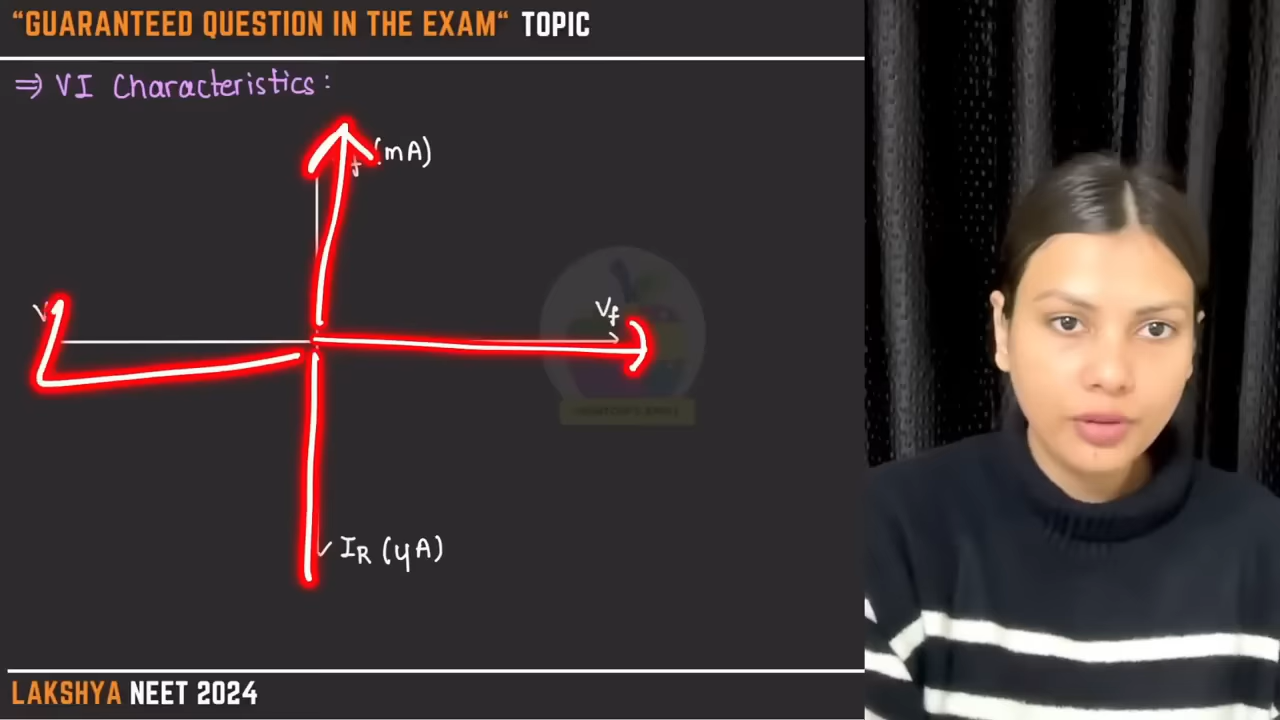 “GUARANTEED QUESTION IN THE EXAM“ TOPIC
⇒ VI Characteristics:
f (mA)
V
Vf
IR (μA)
LAKSHYA NEET 2024